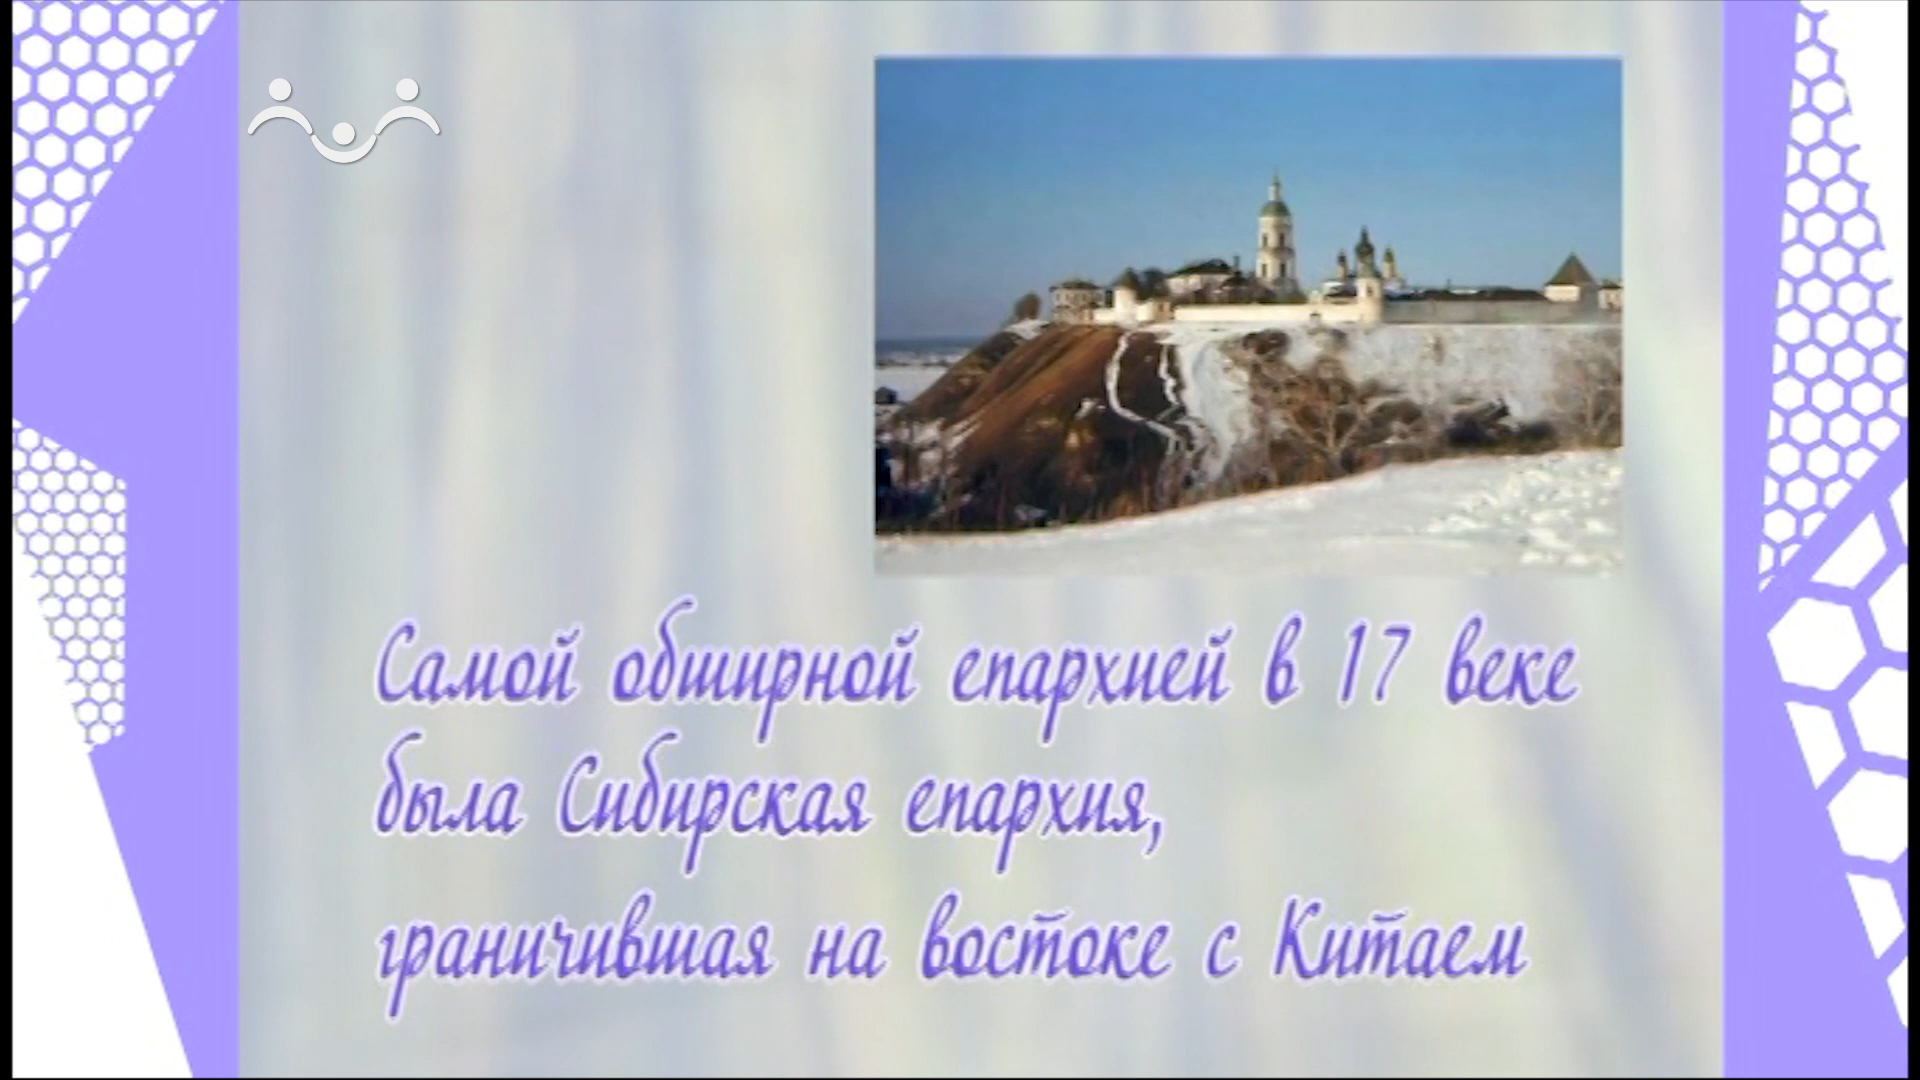 Самой обширной епархией в 17 веке
была Сибирская епархия,
граничившая на востоке с Китаем